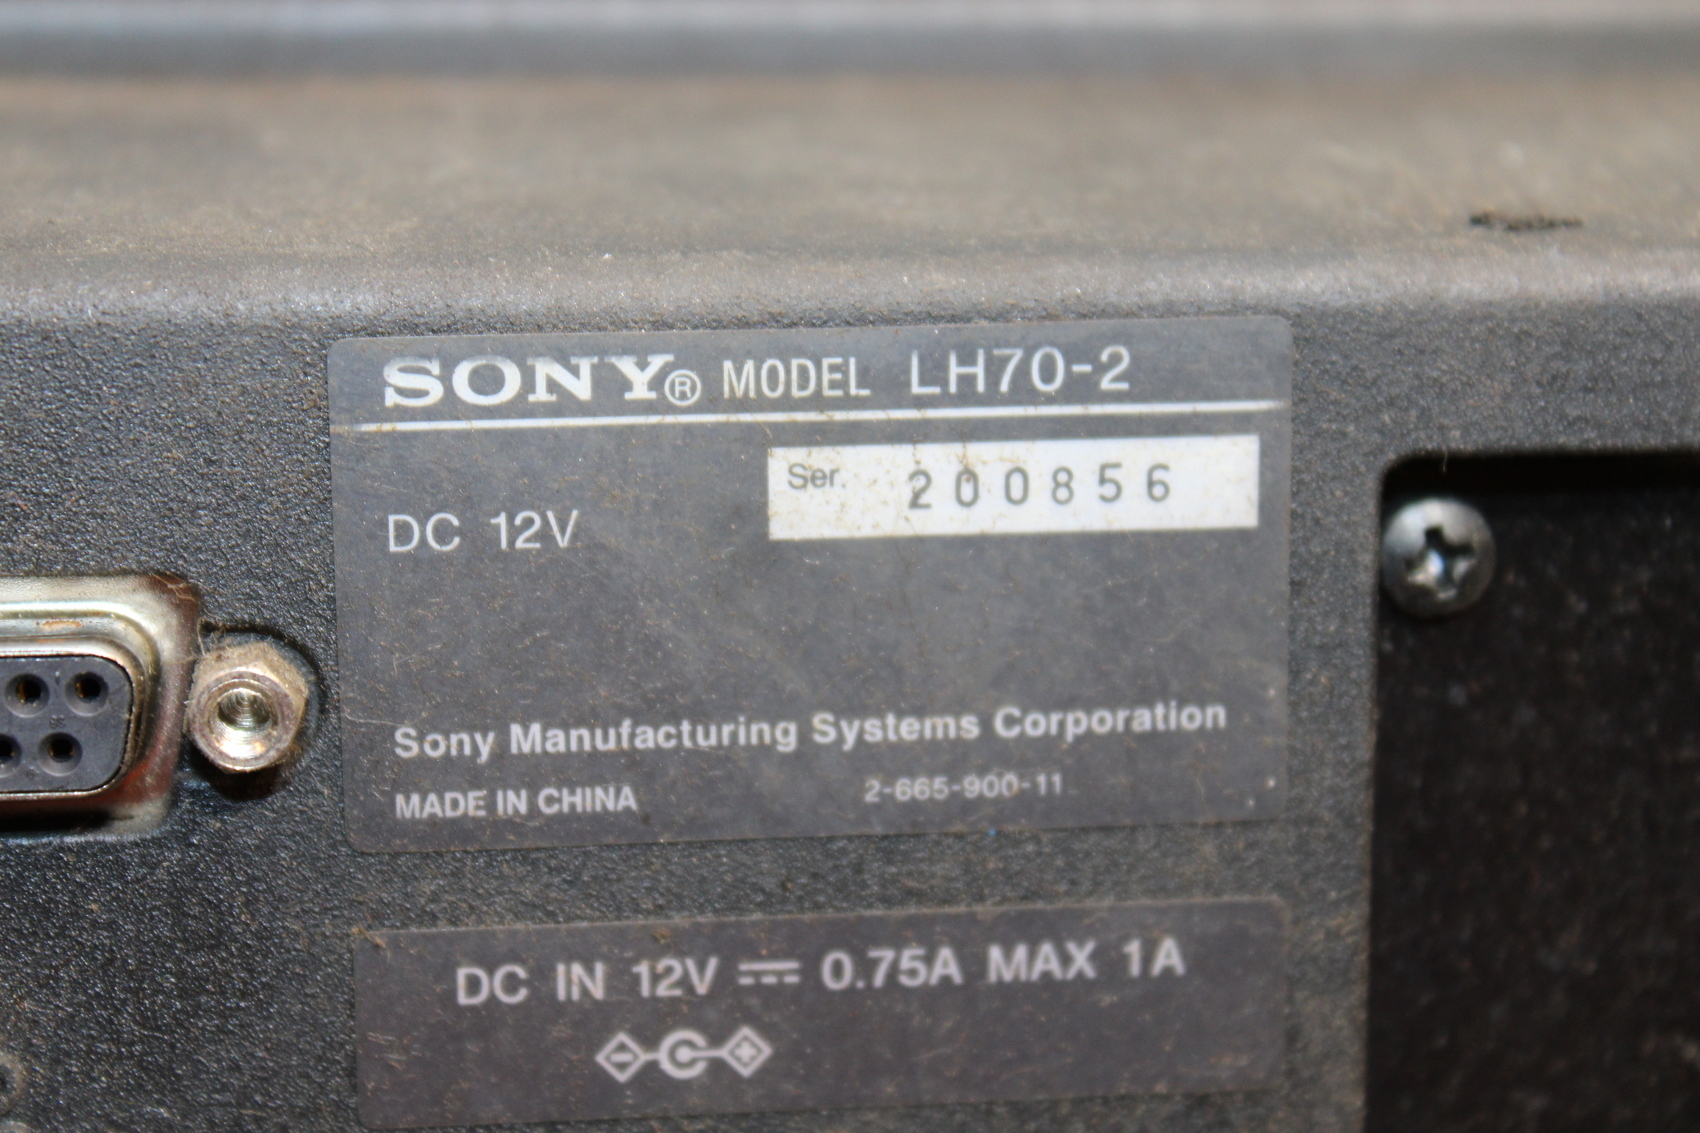 SONY® MODEL LH70-2
Ser. 200856
DC 12V
Sony Manufacturing Systems Corporation
MADE IN CHINA 2-665-900-11
DC IN 12V ⎓ 0.75A MAX 1A